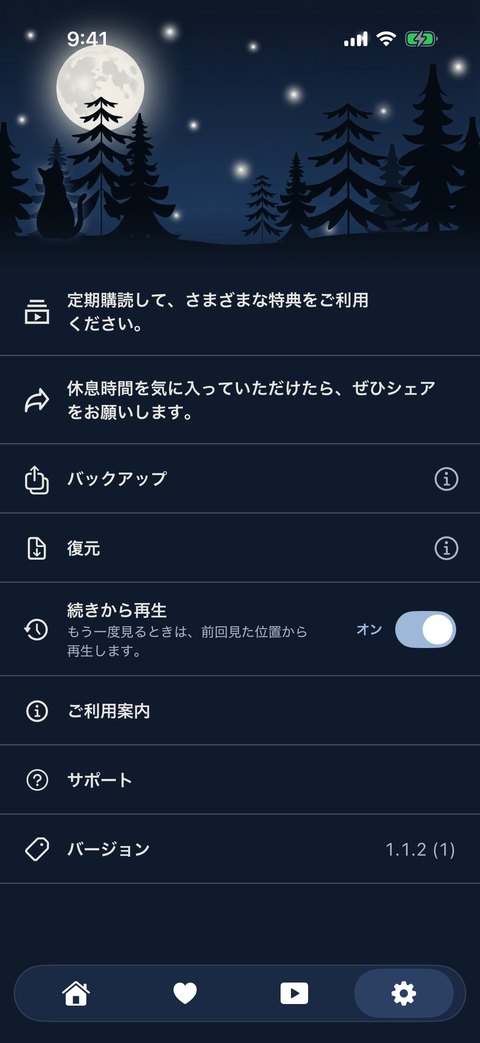 9:41
定期購読して、さまざまな特典をご利用
ください。
休息時間を気に入っていただけたら、ぜひシェア
をお願いします。
バックアップ
復元
続きから再生
もう一度見るときは、前回見た位置から
再生します。
オン
ご利用案内
サポート
バージョン
1.1.2 (1)